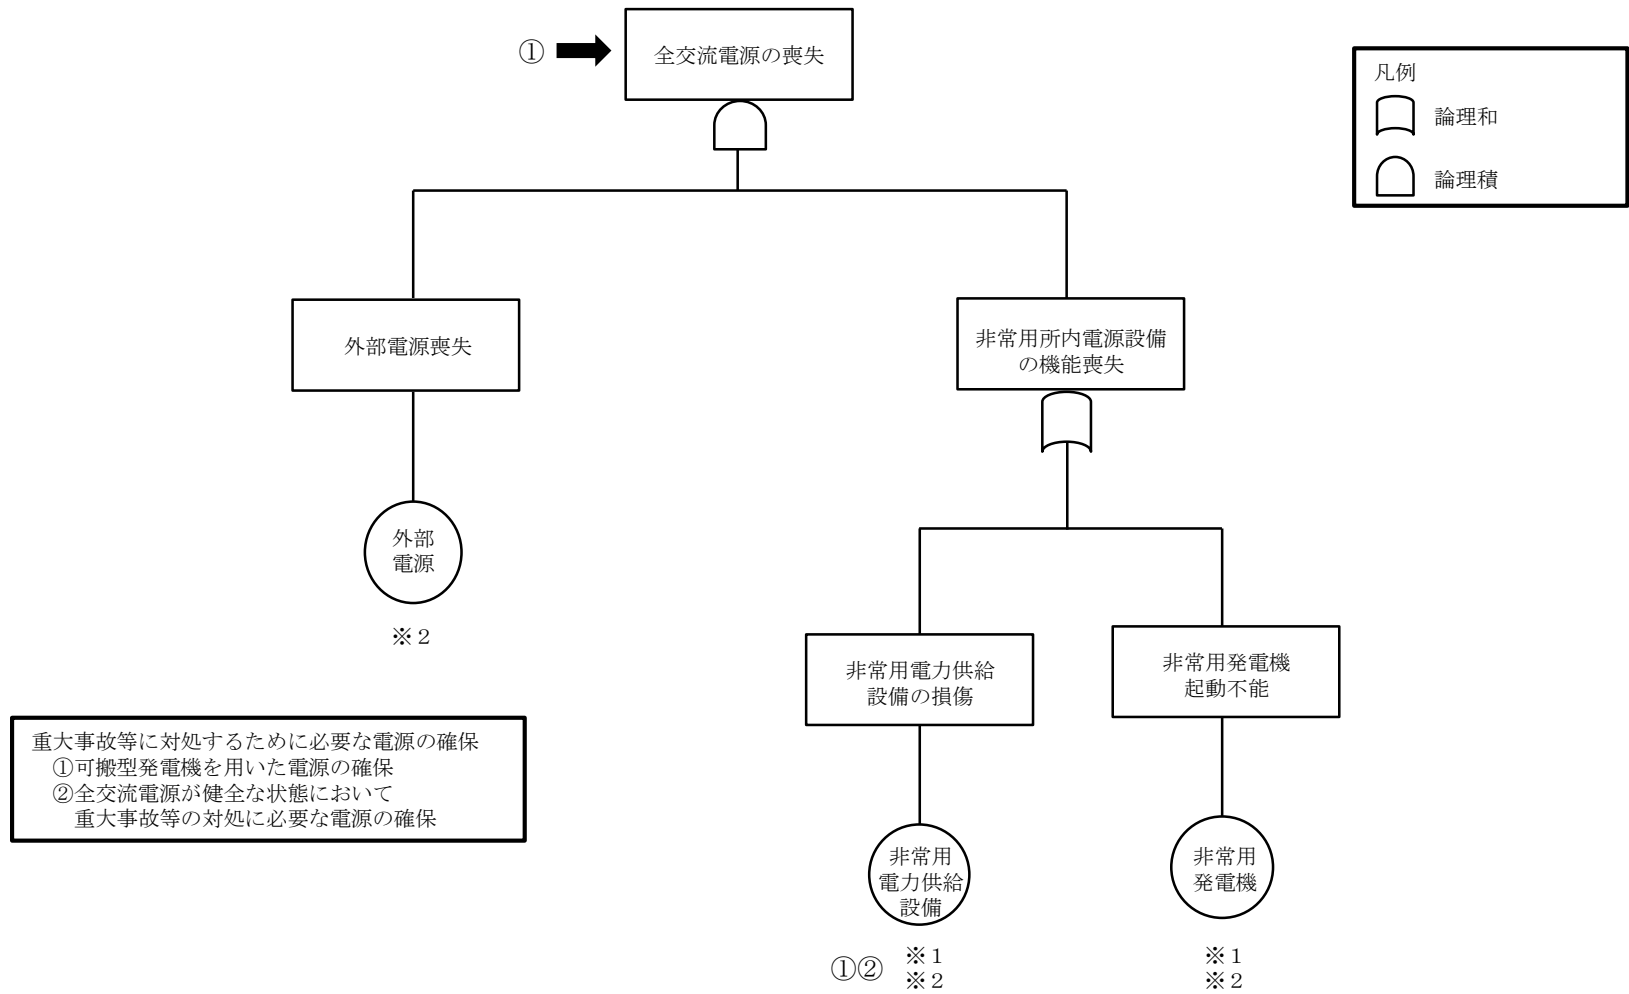 ①
全交流電源の喪失
凡例
論理和
論理積
外部電源喪失
非常用所内電源設備
の機能喪失
外部
電源
※2
非常用電力供給
設備の損傷
非常用発電機
起動不能
重大事故等に対処するために必要な電源の確保
①可搬型発電機を用いた電源の確保
②全交流電源が健全な状態において
重大事故等の対処に必要な電源の確保
非常用
電力供給
設備
非常用
発電機
①②
※1
※2
※1
※2